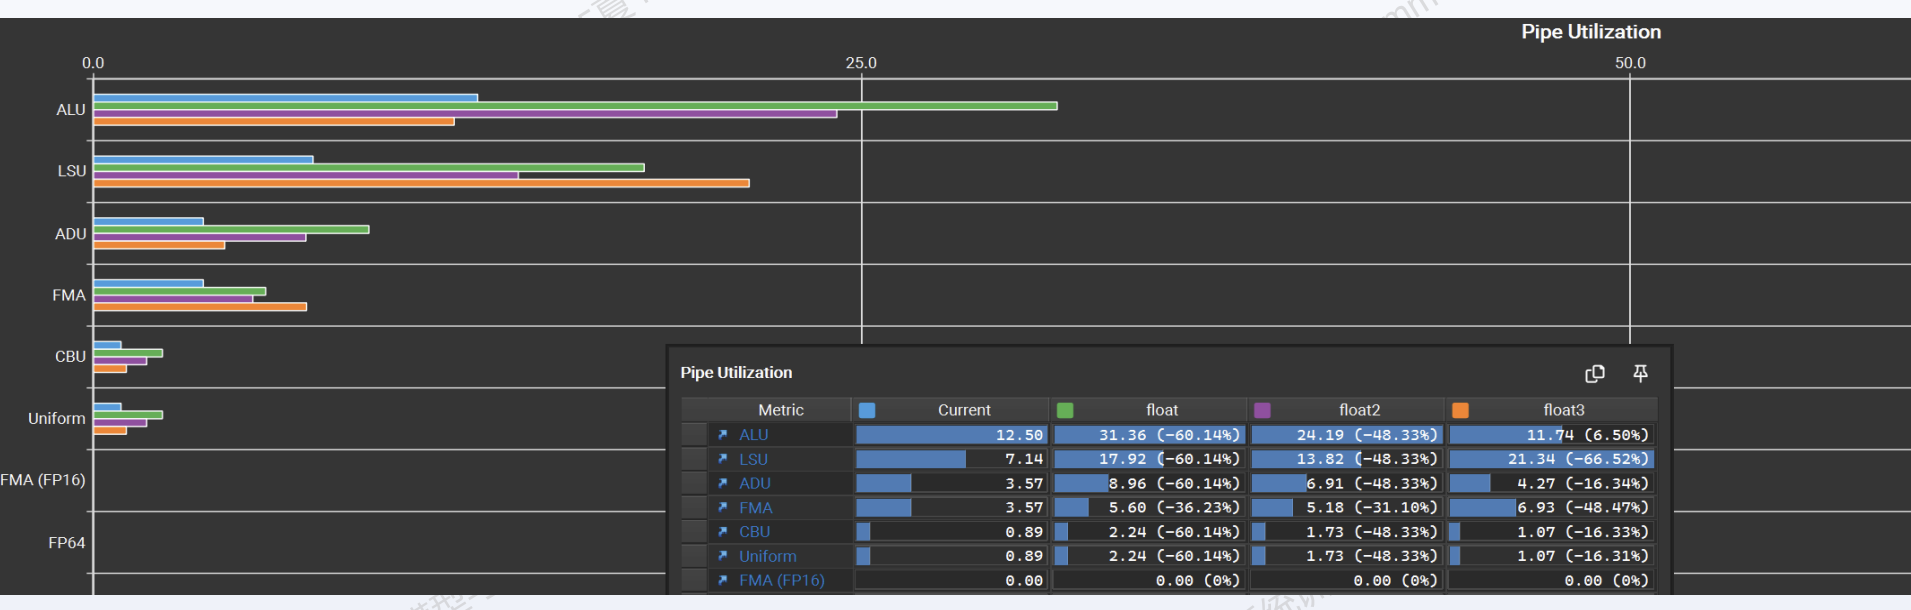 Pipe Utilization
0.0 25.0 50.0
ALU
LSU
ADU
FMA
CBU
Uniform
FMA (FP16)
FP64
Pipe Utilization
Metric Current float float2 float3
ALU 12.50 31.36 (-60.14%) 24.19 (-48.33%) 11.74 (6.50%)
LSU 7.14 17.92 (-60.14%) 13.82 (-48.33%) 21.34 (-66.52%)
ADU 3.57 8.96 (-60.14%) 6.91 (-48.33%) 4.27 (-16.34%)
FMA 3.57 5.60 (-36.23%) 5.18 (-31.10%) 6.93 (-48.47%)
CBU 0.89 2.24 (-60.14%) 1.73 (-48.33%) 1.07 (-16.33%)
Uniform 0.89 2.24 (-60.14%) 1.73 (-48.33%) 1.07 (-16.31%)
FMA (FP16) 0.00 0.00 (0%) 0.00 (0%) 0.00 (0%)